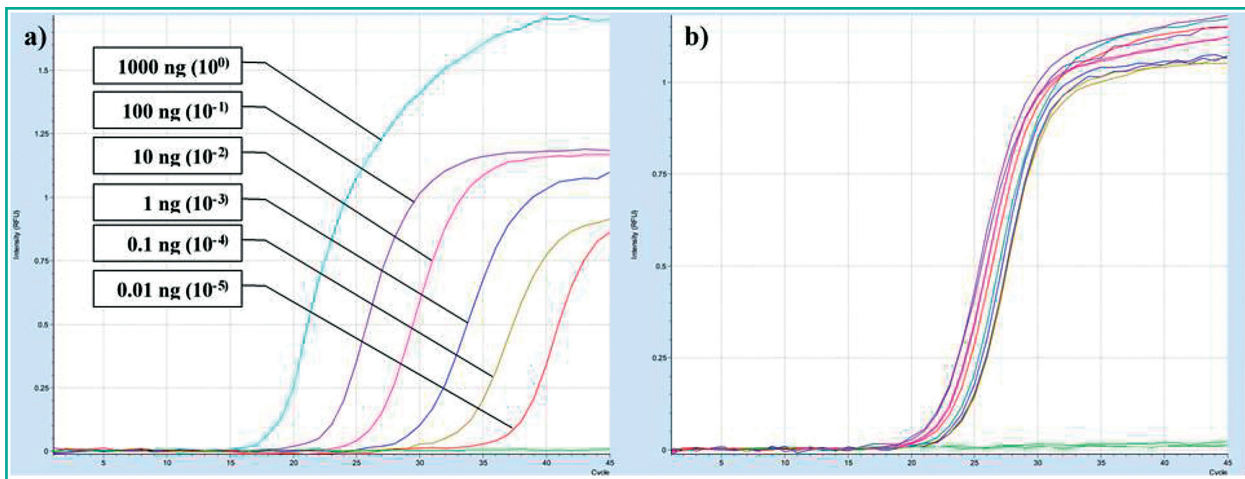 a)
1000 ng (10⁰)
100 ng (10⁻¹)
10 ng (10⁻²)
1 ng (10⁻³)
0.1 ng (10⁻⁴)
0.01 ng (10⁻⁵)
Intensity (RFU)
1.5
1.25
1
0.75
0.5
0.25
0
5 10 15 20 25 30 35 40 45
Cycle
b)
Intensity (RFU)
1
0.75
0.5
0.25
0
5 10 15 20 25 30 35 40 45
Cycle